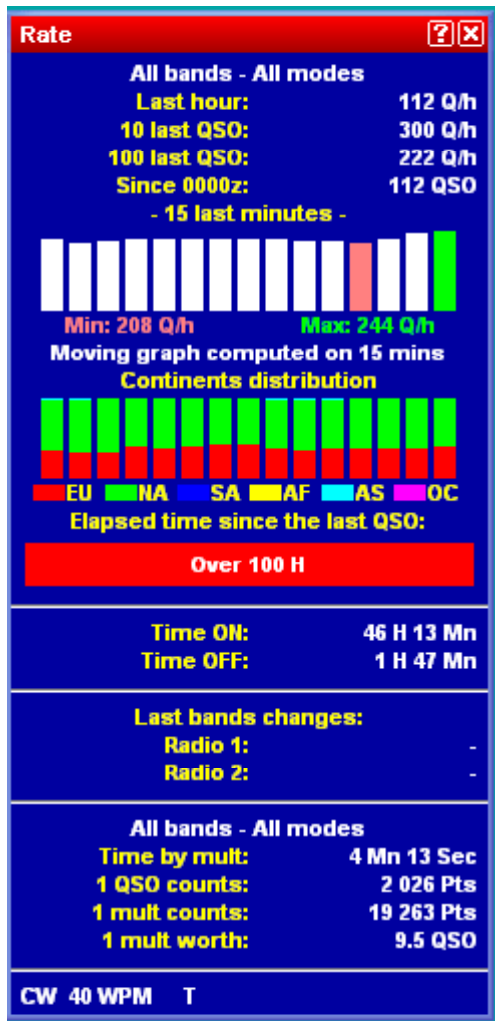 Rate ? X
All bands - All modes
Last hour: 112 Q/h
10 last QSO: 300 Q/h
100 last QSO: 222 Q/h
Since 0000z: 112 QSO
- 15 last minutes -
Min: 208 Q/h Max: 244 Q/h
Moving graph computed on 15 mins
Continents distribution
EU NA SA AF AS OC
Elapsed time since the last QSO:
Over 100 H
Time ON: 46 H 13 Mn
Time OFF: 1 H 47 Mn
Last bands changes:
Radio 1: -
Radio 2: -
All bands - All modes
Time by mult: 4 Mn 13 Sec
1 QSO counts: 2 026 Pts
1 mult counts: 19 263 Pts
1 mult worth: 9.5 QSO
CW 40 WPM T